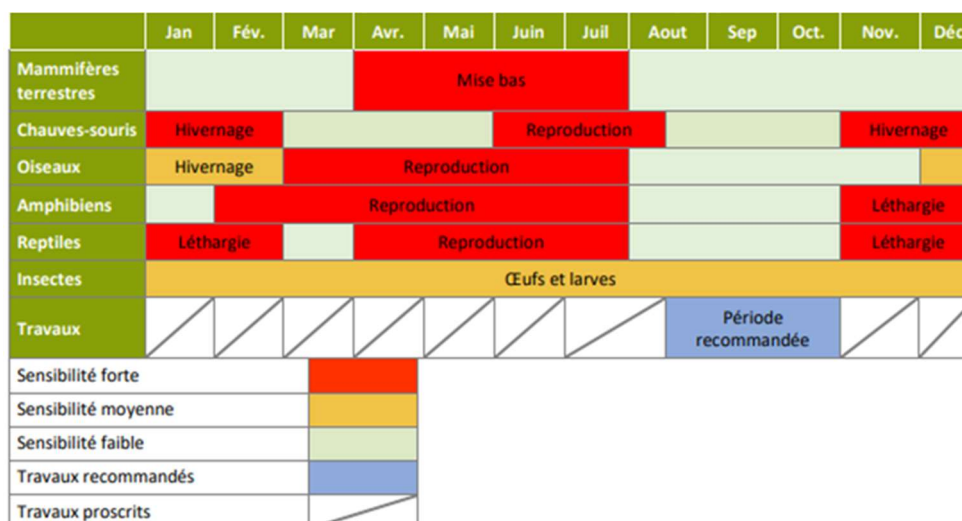 Jan Fév. Mar Avr. Mai Juin Juil Aout Sep Oct. Nov. Déc
Mammifères
terrestres
Mise bas
Chauves-souris Hivernage Reproduction Hivernage
Oiseaux Hivernage Reproduction
Amphibiens Reproduction Léthargie
Reptiles Léthargie Reproduction Léthargie
Insectes Œufs et larves
Travaux
Période
recommandée
Sensibilité forte
Sensibilité moyenne
Sensibilité faible
Travaux recommandés
Travaux proscrits